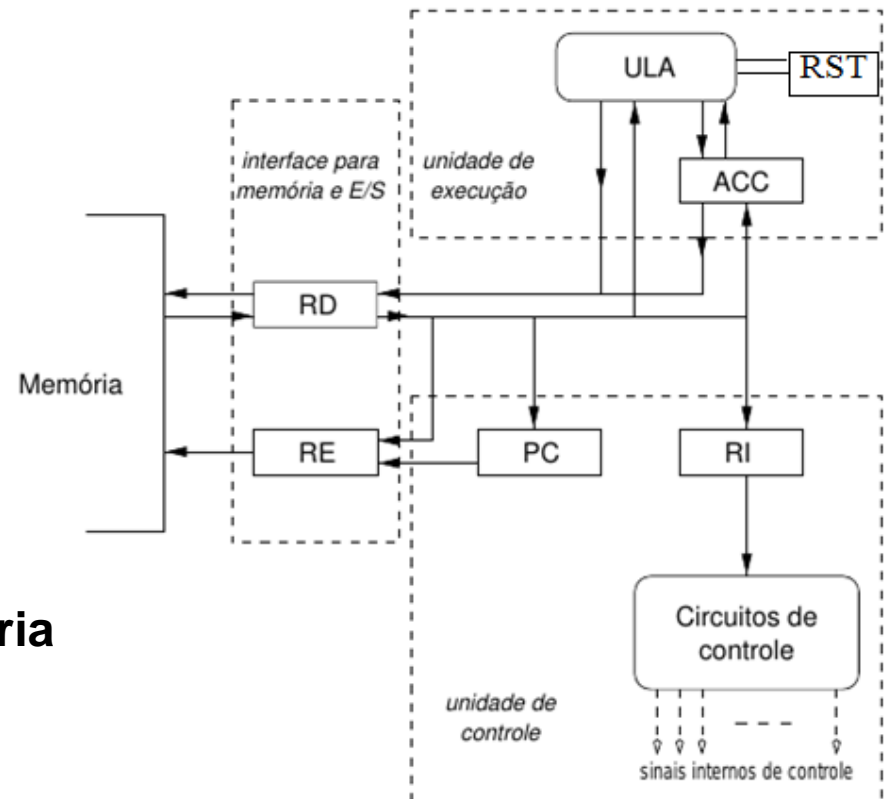 ULA
RST
interface para
memória e E/S
unidade de
execução
ACC
RD
Memória
RE
PC
RI
ria
Circuitos de
controle
unidade de
controle
sinais internos de controle